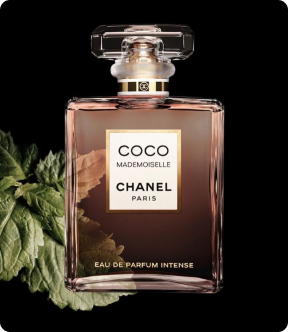 COCO
MADEMOISELLE
CHANEL
PARIS
EAU DE PARFUM INTENSE